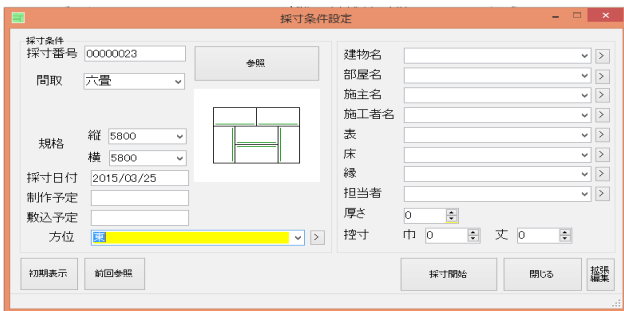 採寸条件設定
採寸条件
採寸番号 00000023
参照
間取 六畳
規格 縦 5800
横 5800
採寸日付 2015/03/25
制作予定
敷込予定
方位 東 >
建物名 >
部屋名 >
施主名 >
施工者名 >
表 >
床 >
縁 >
担当者 >
厚さ 0
控寸 巾 0 丈 0
初期表示 前回参照 採寸開始 閉じる 拡張
編集